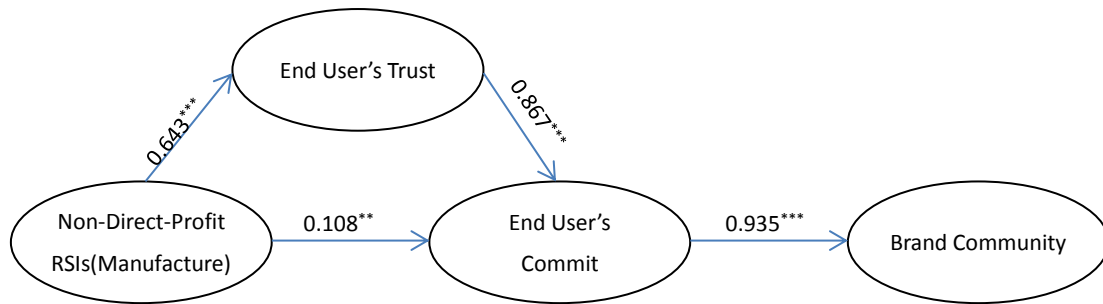 End User’s Trust
0.643***
0.867***
Non-Direct-Profit
RSIs(Manufacture)
0.108**
End User’s
Commit
0.935***
Brand Community